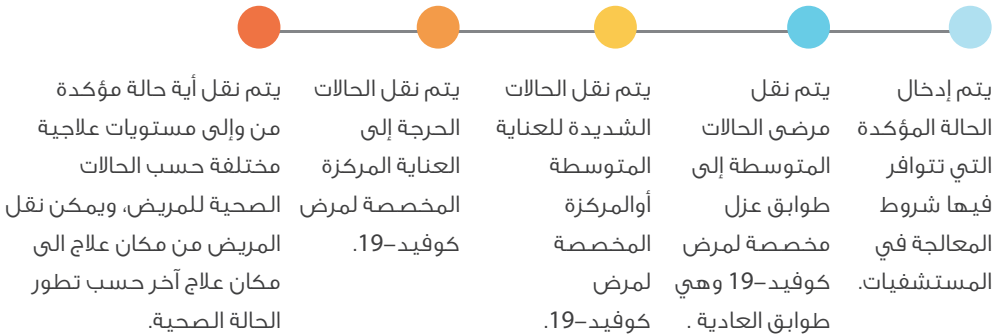 يتم إدخال
الحالة المؤكدة
التي تتوافر
فيها شروط
المعالجة في
المستشفيات.
يتم نقل
مرضى الحالات
المتوسطة إلى
طوابق عزل
مخصصة لمرض
كوفيد-19 وهي
طوابق العادية .
يتم نقل الحالات
الشديدة للعناية
المتوسطة
أوالمركزة
المخصصة
لمرض
كوفيد-19.
يتم نقل الحالات
الحرجة إلى
العناية المركزة
المخصصة لمرض
كوفيد-19.
يتم نقل أية حالة مؤكدة
من وإلى مستويات علاجية
مختلفة حسب الحالات
الصحية للمريض، ويمكن نقل
المريض من مكان علاج الى
مكان علاج آخر حسب تطور
الحالة الصحية.